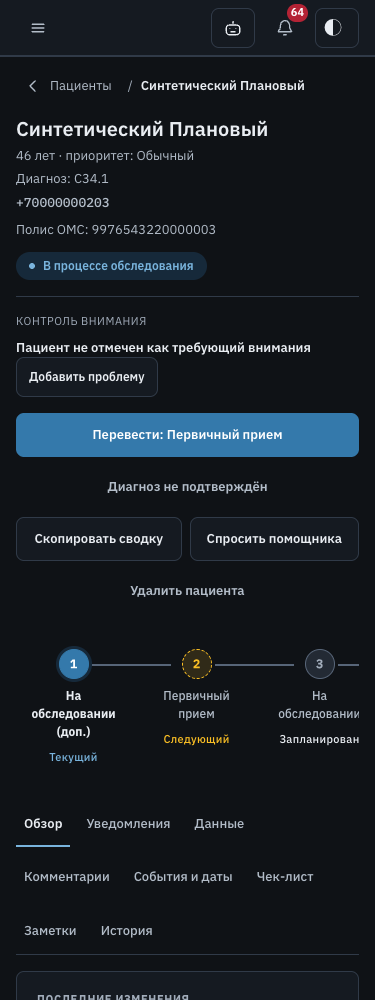 64
Пациенты / Синтетический Плановый
Синтетический Плановый
46 лет · приоритет: Обычный
Диагноз: C34.1
+70000000203
Полис ОМС: 9976543220000003
В процессе обследования
КОНТРОЛЬ ВНИМАНИЯ
Пациент не отмечен как требующий внимания
Добавить проблему
Перевести: Первичный прием
Диагноз не подтверждён
Скопировать сводку Спросить помощника
Удалить пациента
1 2 3
На Первичный На
обследовании прием обследовании
(доп.) Следующий Запланирован
Текущий
Обзор Уведомления Данные
Комментарии События и даты Чек-лист
Заметки История
ПОСЛЕДНИЕ ИЗМЕНЕНИЯ